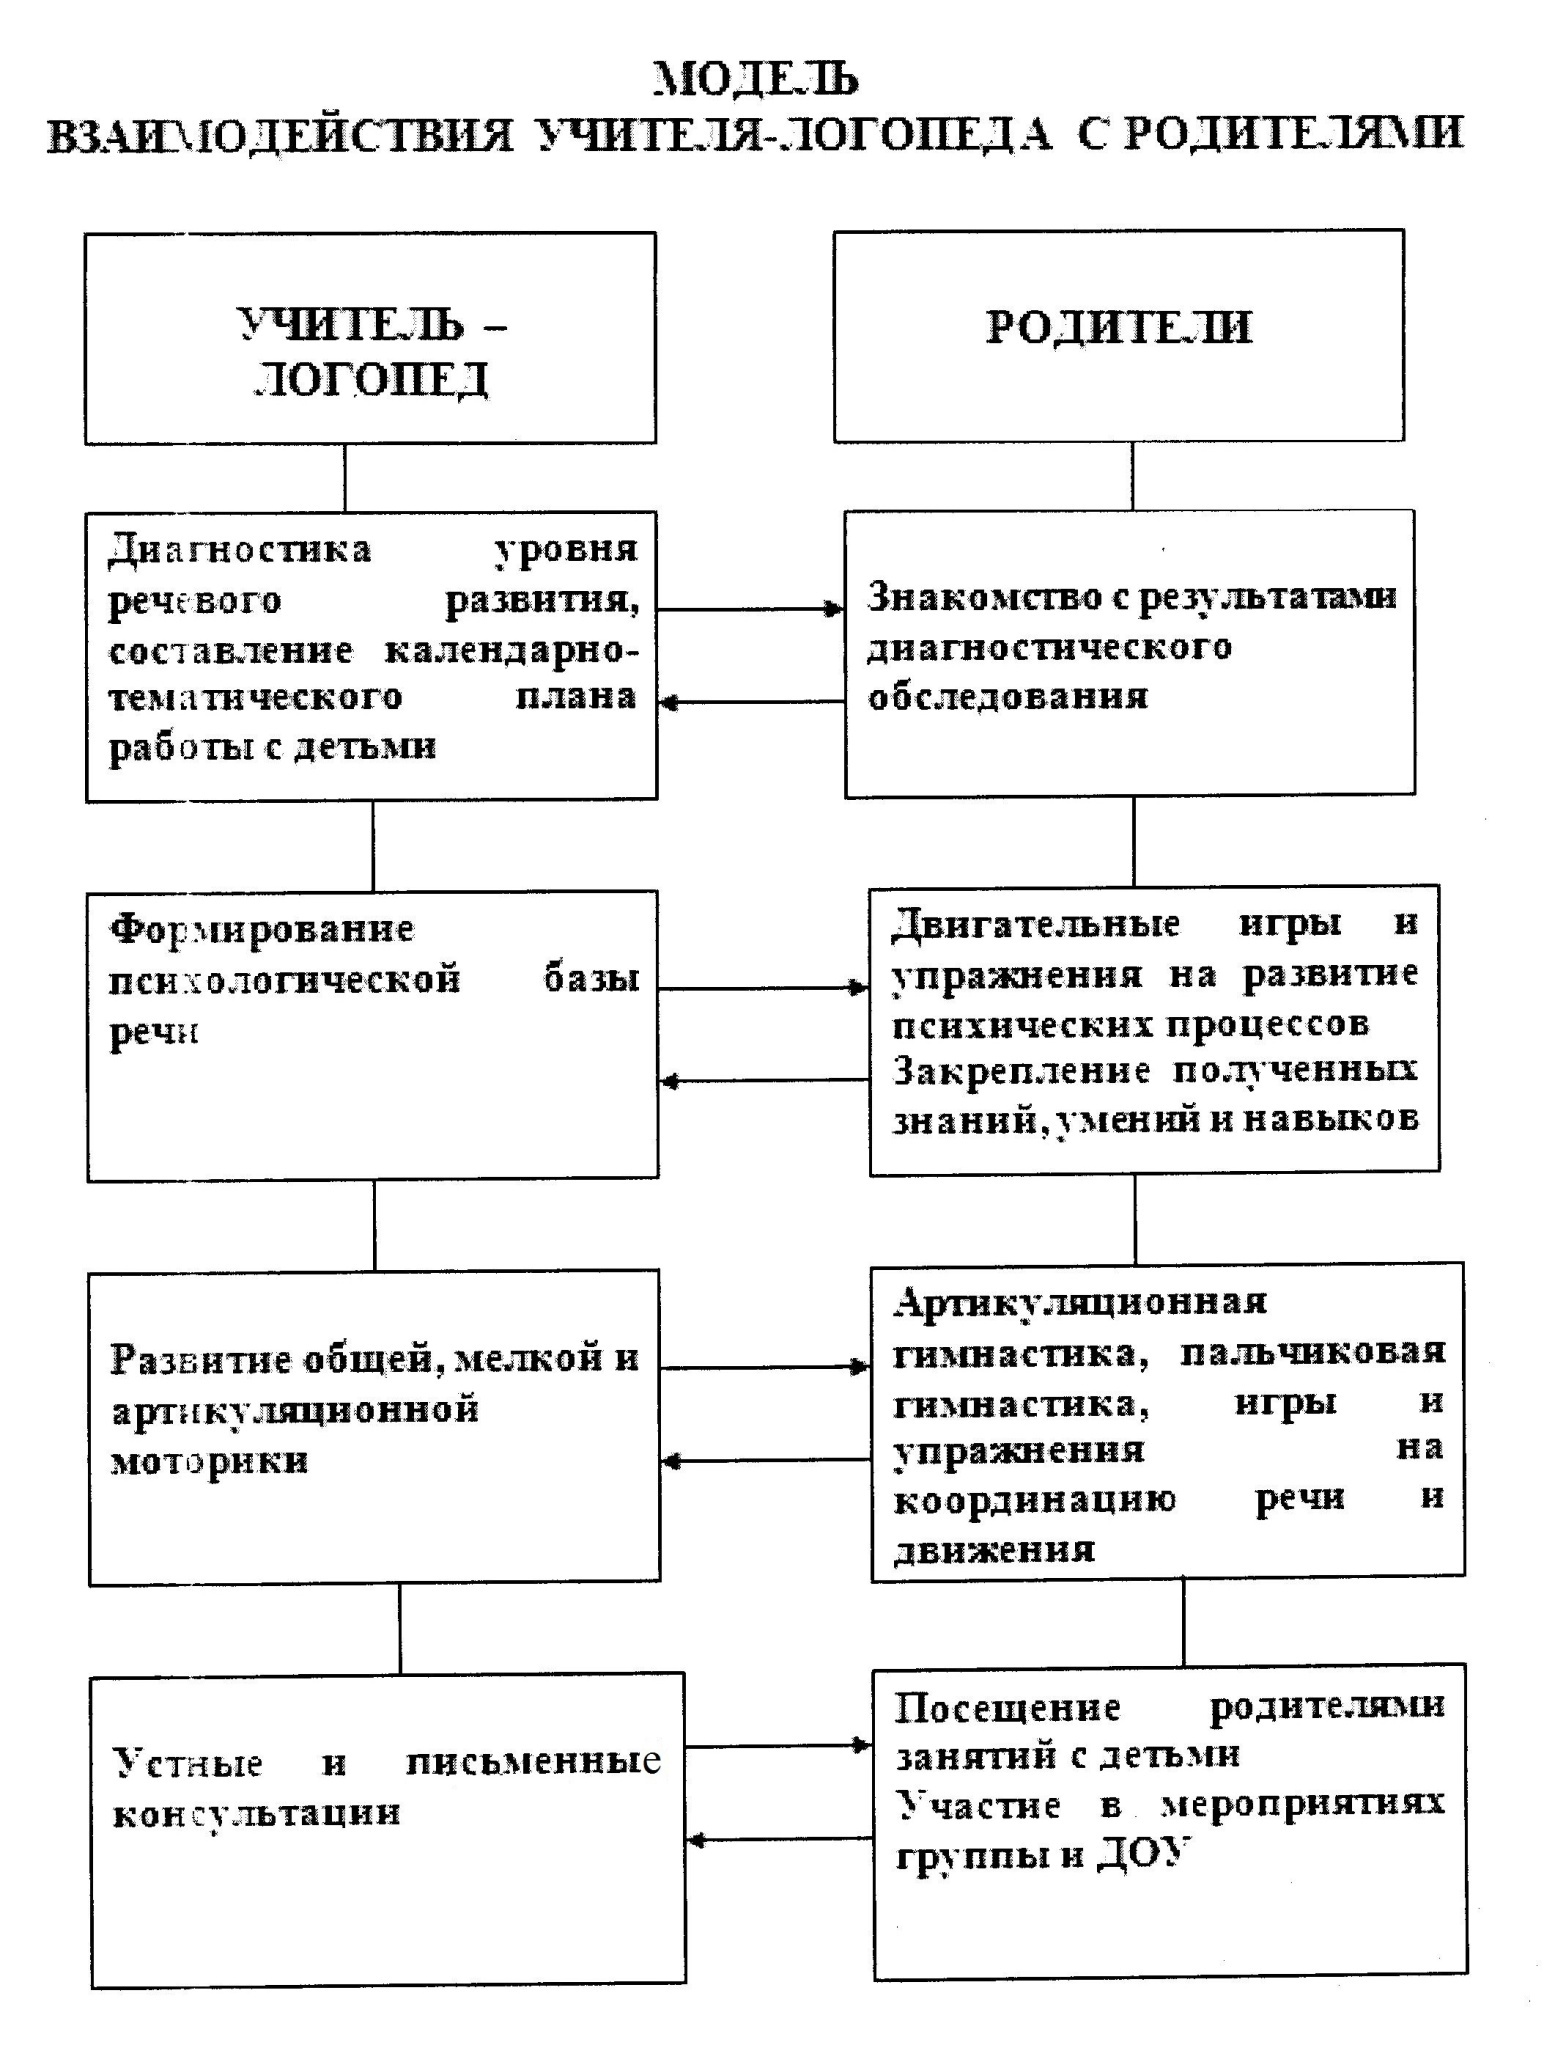 МОДЕЛЬ
ВЗАИМОДЕЙСТВИЯ УЧИТЕЛЯ-ЛОГОПЕДА С РОДИТЕЛЯМИ
УЧИТЕЛЬ –
ЛОГОПЕД
РОДИТЕЛИ
Диагностика уровня
речевого развития,
составление календарно-
тематического плана
работы с детьми
Знакомство с результатами
диагностического
обследования
Формирование
психологической базы
речи
Двигательные игры и
упражнения на развитие
психических процессов
Закрепление полученных
знаний, умений и навыков
Развитие общей, мелкой и
артикуляционной
моторики
Артикуляционная
гимнастика, пальчиковая
гимнастика, игры и
упражнения на
координацию речи и
движения
Устные и письменные
консультации
Посещение родителями
занятий с детьми
Участие в мероприятиях
группы и ДОУ